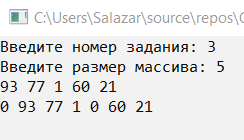 C:\Users\Salazar\source\repos\
Введите номер задания: 3
Введите размер массива: 5
93 77 1 60 21
0 93 77 1 0 60 21